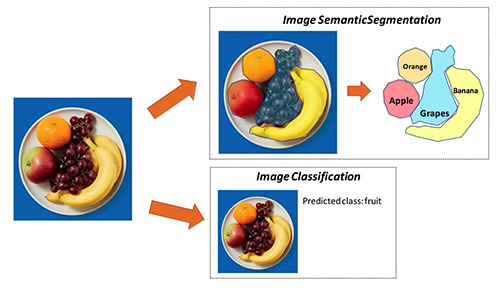 Image SemanticSegmentation
Orange
Apple
Grapes
Banana
Image Classification
Predicted class: fruit